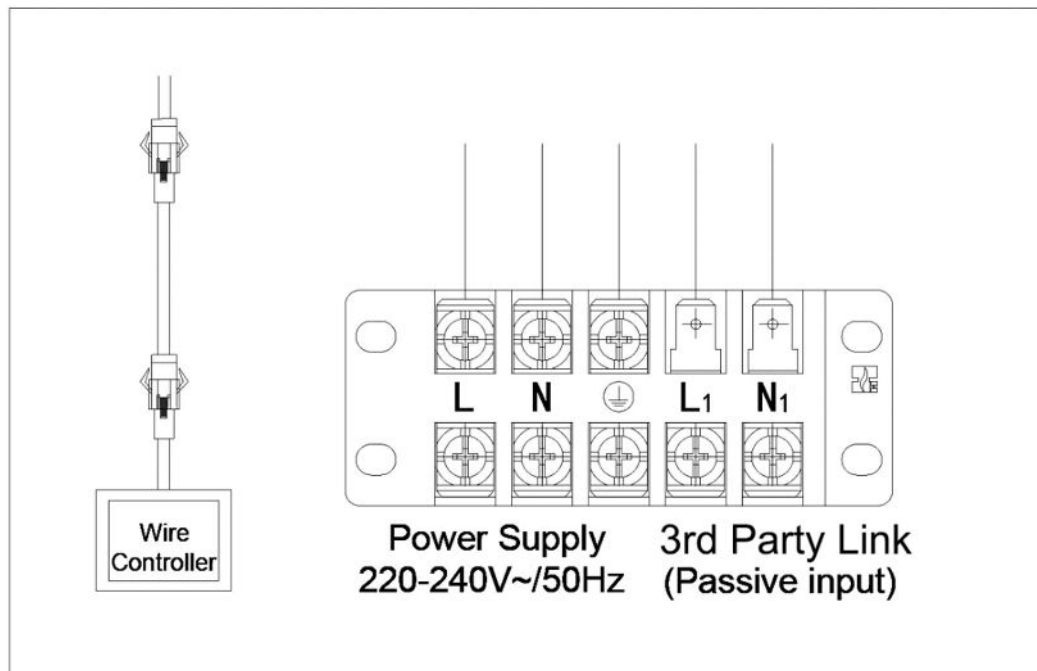 L N L1 N1
Wire
Controller
Power Supply
220-240V~/50Hz
3rd Party Link
(Passive input)